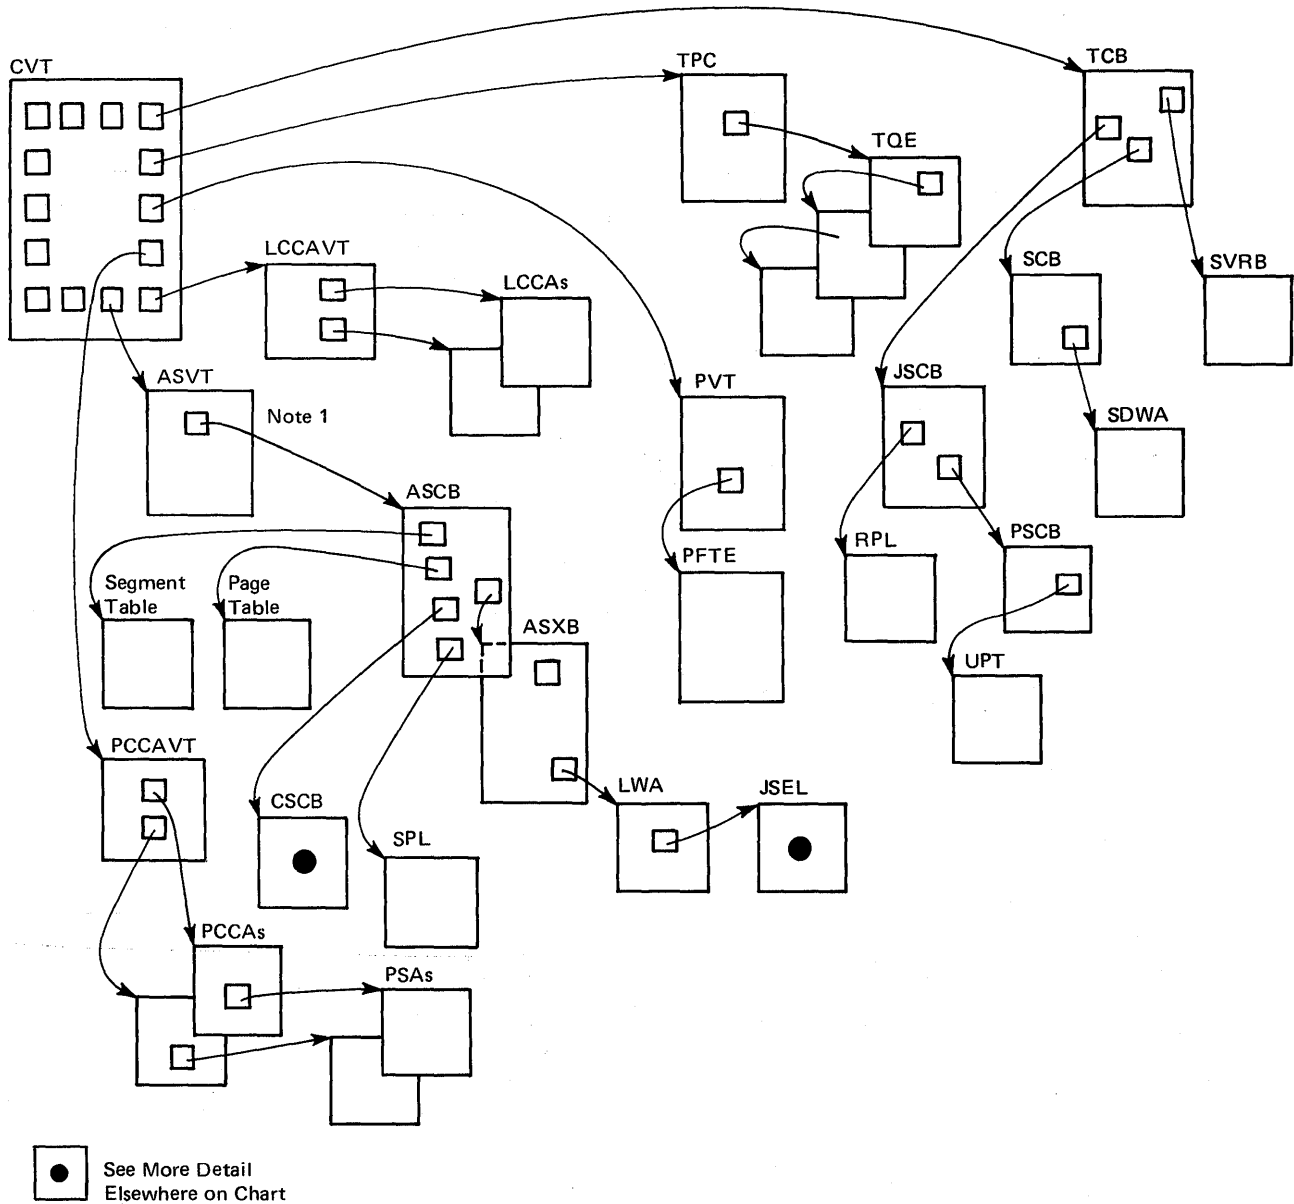 CVT
TPC
TCB
TQE
LCCAVT
LCCAs
SCB
SVRB
ASVT
Note 1
PVT
JSCB
SDWA
ASCB
RPL
PSCB
PFTE
Segment
Table
Page
Table
ASXB
UPT
PCCAVT
CSCB
LWA
JSEL
SPL
PCCAs
PSAs
See More Detail
Elsewhere on Chart